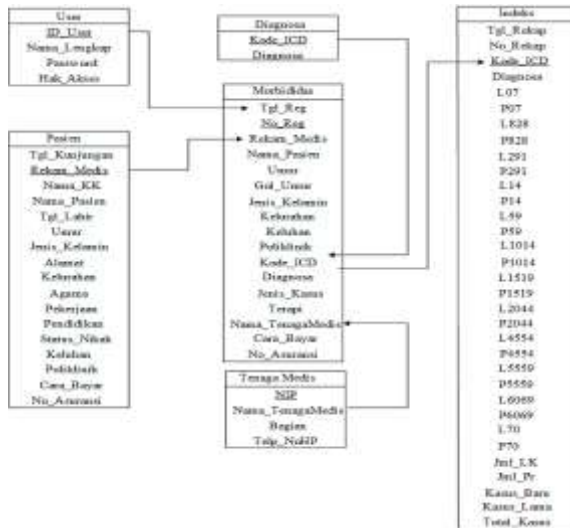 User
ID_User
Nama_Lengkap
Password
Hak_Akses
Diagnosa
Kode_ICD
Diagnosa
Indeks
Tgl_Rekap
No_Rekap
Kode_ICD
Diagnosa
L07
P07
L828
P828
L291
P291
L14
P14
L59
P59
L1014
P1014
L1519
P1519
L2044
P2044
L4554
P4554
L5559
P5559
L6069
P6069
L70
P70
Jml_LK
Jml_Pr
Kasus_Baru
Kasus_Lama
Total_Kasus
Morbiditas
Tgl_Reg
No_Reg
Rekam_Medis
Nama_Pasien
Umur
Gol_Umur
Jenis_Kelamin
Kelurahan
Keluhan
Poliklinik
Kode_ICD
Diagnosa
Jenis_Kasus
Terapi
Nama_TenagaMedis
Cara_Bayar
No_Asuransi
Pasien
Tgl_Kunjungan
Rekam_Medis
Nama_KK
Nama_Pasien
Tgl_Lahir
Umur
Jenis_Kelamin
Alamat
Kelurahan
Agama
Pekerjaan
Pendidikan
Status_Nikah
Keluhan
Poliklinik
Cara_Bayar
No_Asuransi
Tenaga Medis
NIP
Nama_TenagaMedis
Bagian
Telp_NoHP